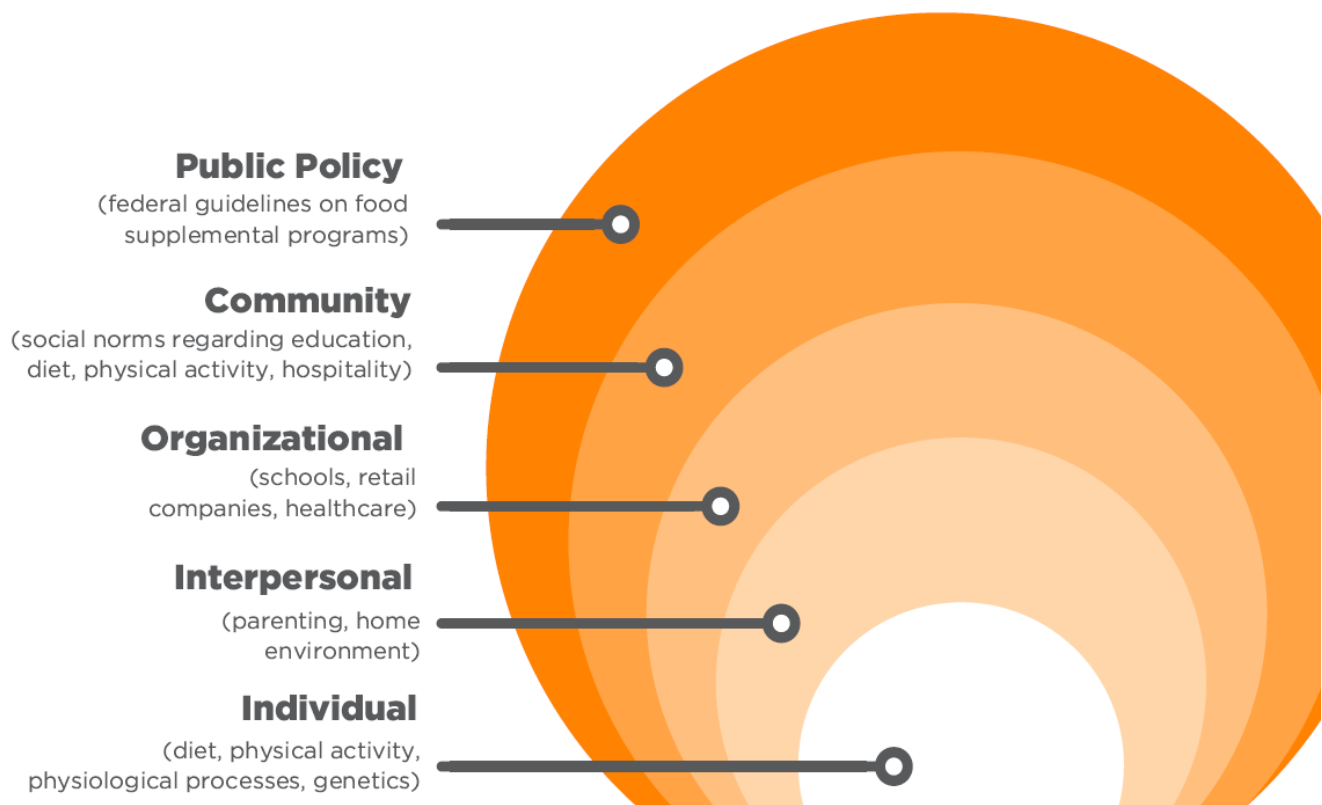 Public Policy
(federal guidelines on food
supplemental programs)
Community
(social norms regarding education,
diet, physical activity, hospitality)
Organizational
(schools, retail
companies, healthcare)
Interpersonal
(parenting, home
environment)
Individual
(diet, physical activity,
physiological processes, genetics)